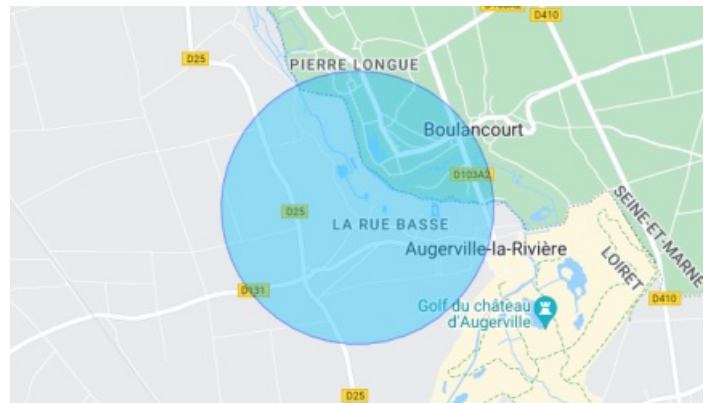 D103A2
D410
D25
PIERRE LONGUE
Boulancourt
D103A2
SEINE-ET-MARNE
LOIRET
D25
LA RUE BASSE
Augerville-la-Rivière
D131
Golf du château
d'Augerville
D410
D25